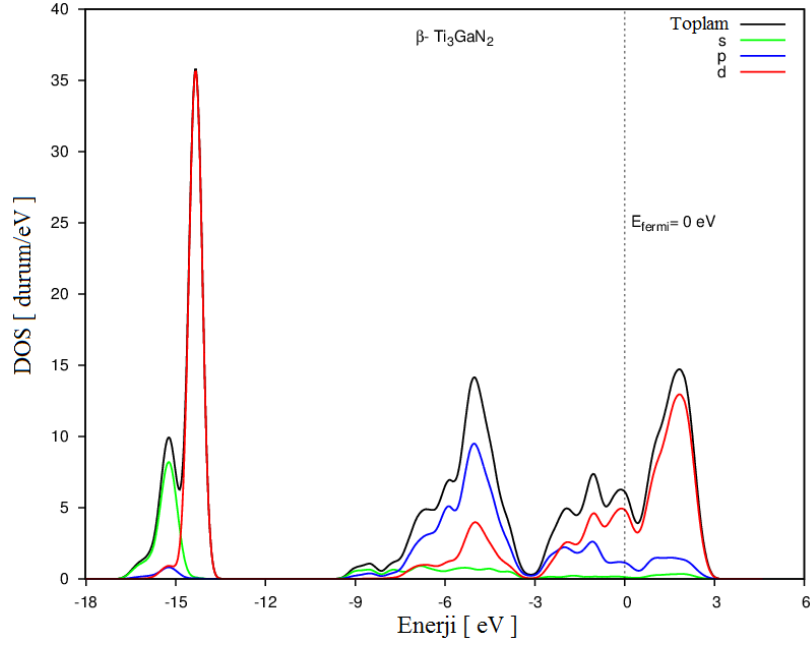 β- Ti₃GaN₂
Toplam
s
p
d
E_fermi= 0 eV
DOS [ durum/eV ]
40
35
30
25
20
15
10
5
0
-18
-15
-12
-9
-6
-3
0
3
6
Enerji [ eV ]